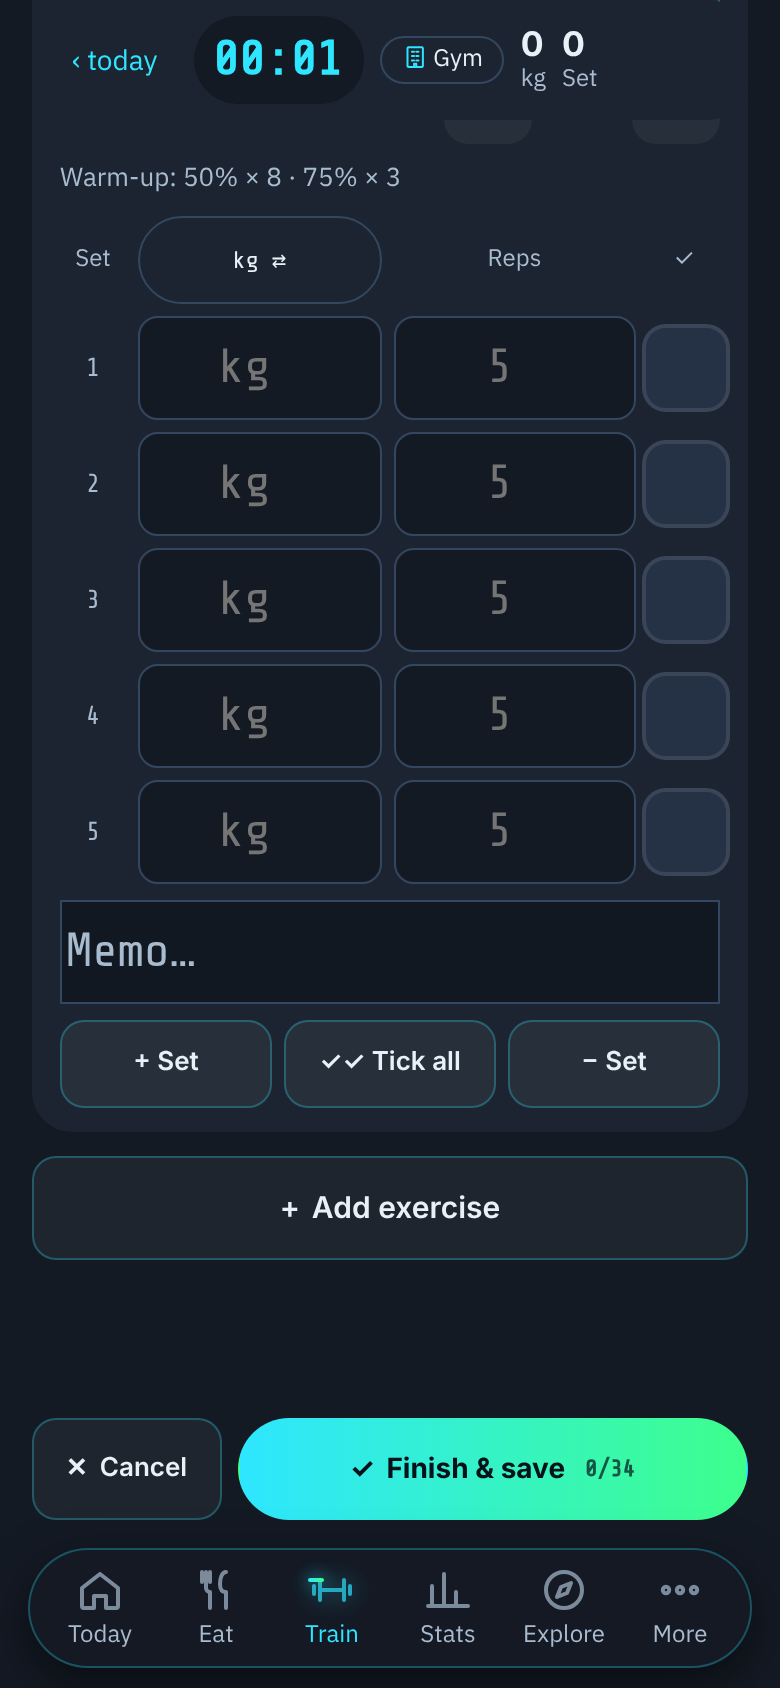 ‹ today
00:01
Gym
0 0
kg Set
Warm-up: 50% × 8 · 75% × 3
Set kg ⇄ Reps ✓
1 kg 5
2 kg 5
3 kg 5
4 kg 5
5 kg 5
Memo…
+ Set ✓✓ Tick all − Set
+ Add exercise
✕ Cancel ✓ Finish & save 0/34
Today Eat Train Stats Explore More